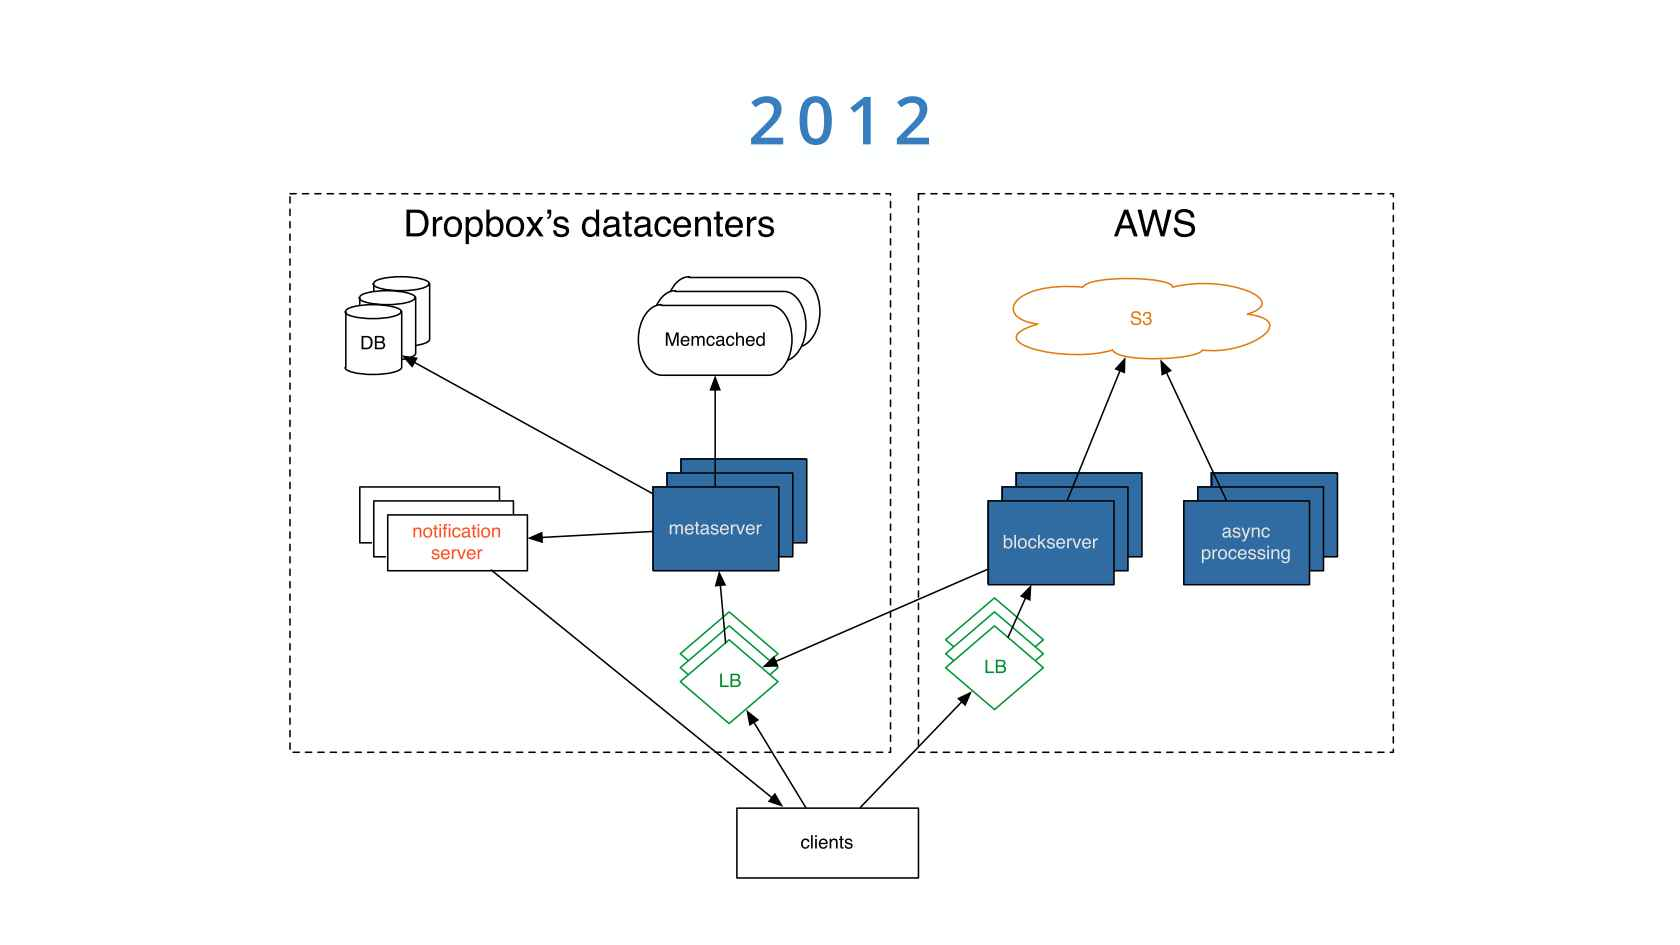 2012
Dropbox’s datacenters
AWS
DB
Memcached
S3
notification
server
metaserver
blockserver
async
processing
LB
LB
clients